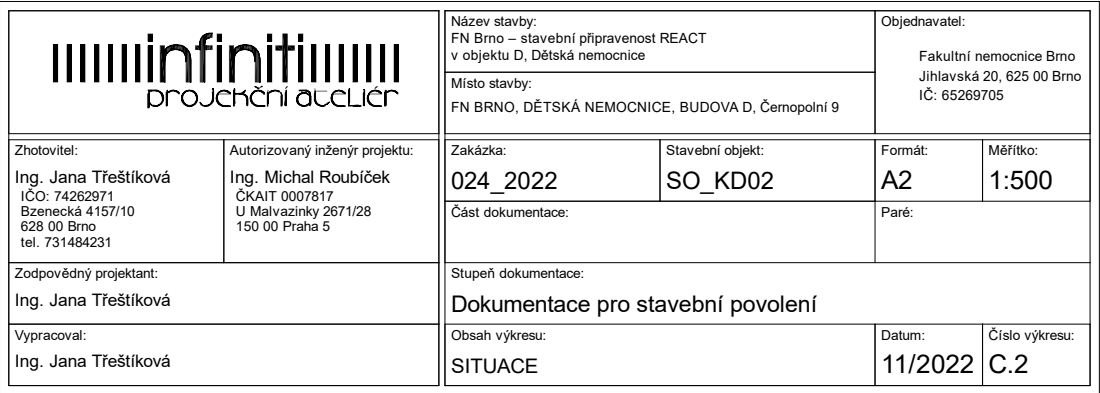 infiniti
projekční ateliér
Název stavby:
FN Brno – stavební připravenost REACT
v objektu D, Dětská nemocnice
Objednavatel:
Fakultní nemocnice Brno
Jihlavská 20, 625 00 Brno
IČ: 65269705
Místo stavby:
FN BRNO, DĚTSKÁ NEMOCNICE, BUDOVA D, Černopolní 9
Zhotovitel:
Ing. Jana Třeštíková
IČO: 74262971
Bzenecká 4157/10
628 00 Brno
tel. 731484231
Autorizovaný inženýr projektu:
Ing. Michal Roubíček
ČKAIT 0007817
U Malvazinky 2671/28
150 00 Praha 5
Zakázka:
024_2022
Stavební objekt:
SO_KD02
Formát:
A2
Měřítko:
1:500
Část dokumentace:
Paré:
Zodpovědný projektant:
Ing. Jana Třeštíková
Stupeň dokumentace:
Dokumentace pro stavební povolení
Vypracoval:
Ing. Jana Třeštíková
Obsah výkresu:
SITUACE
Datum:
11/2022
Číslo výkresu:
C.2